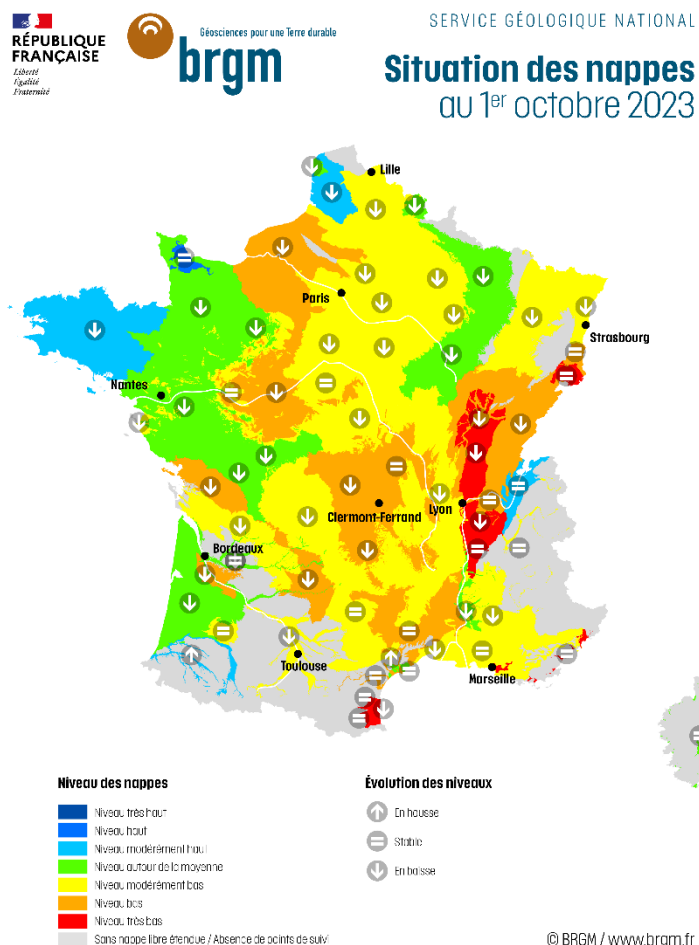 RÉPUBLIQUE
FRANÇAISE
Liberté
Égalité
Fraternité
Géosciences pour une Terre durable
brgm
SERVICE GÉOLOGIQUE NATIONAL
Situation des nappes
au 1er octobre 2023
Lille
Paris
Strasbourg
Nantes
Lyon
Clermont-Ferrand
Bordeaux
Toulouse
Marseille
Niveau des nappes
Niveau très haut
Niveau haut
Niveau modérément haut
Niveau autour de la moyenne
Niveau modérément bas
Niveau bas
Niveau très bas
Sans nappe libre étendue / Absence de points de suivi
Évolution des niveaux
En hausse
Stable
En baisse
© BRGM / www.brgm.fr